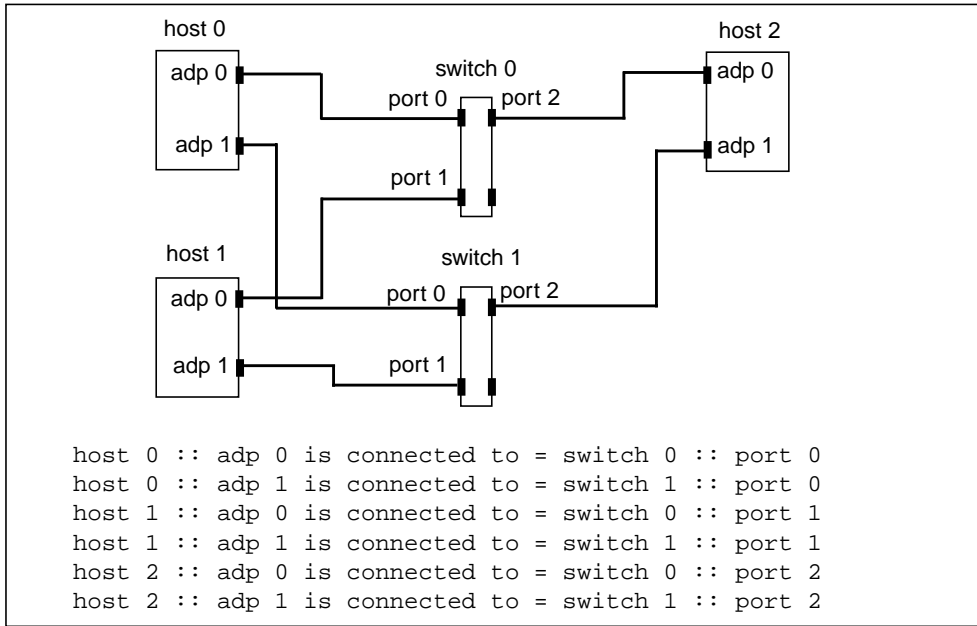 host 0
host 2
adp 0
adp 0
switch 0
port 0
port 2
adp 1
adp 1
port 1
host 1
switch 1
adp 0
port 0
port 2
adp 1
port 1
host 0 :: adp 0 is connected to = switch 0 :: port 0
host 0 :: adp 1 is connected to = switch 1 :: port 0
host 1 :: adp 0 is connected to = switch 0 :: port 1
host 1 :: adp 1 is connected to = switch 1 :: port 1
host 2 :: adp 0 is connected to = switch 0 :: port 2
host 2 :: adp 1 is connected to = switch 1 :: port 2